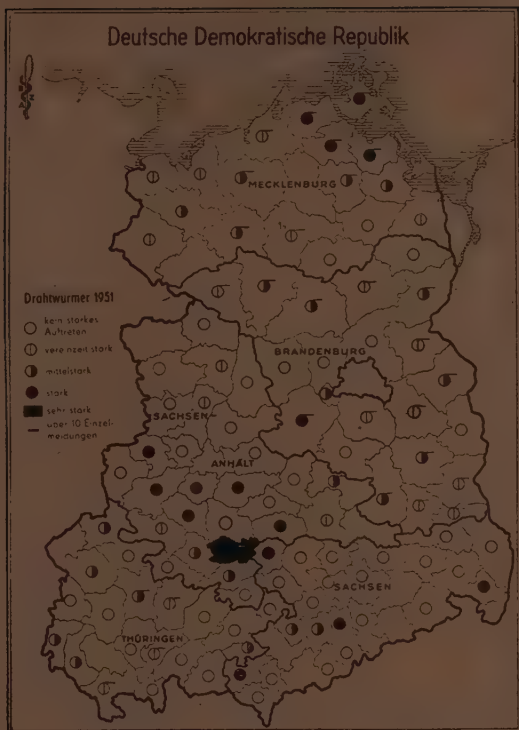 Deutsche Demokratische Republik
MECKLENBURG
Drahtwürmer 1951
kein starkes
Auftreten
vereinzelt stark
mittelstark
stark
sehr stark
über 10 Einzel-
meldungen
BRANDENBURG
SACHSEN-
ANHALT
SACHSEN
THÜRINGEN